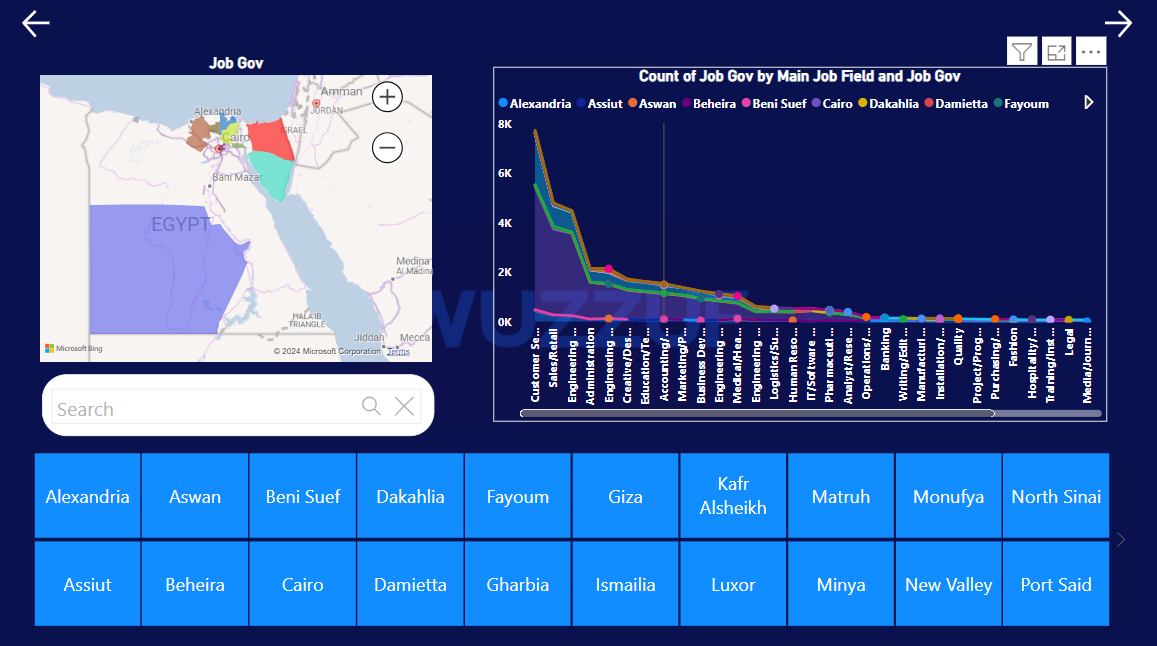 Job Gov
Amman
JORDAN
Alexandria
ISRAEL
Cairo
Bani Mazar
EGYPT
Medina
Al Madina
HALA'IB
TRIANGLE
Jiddah
Mecca
Microsoft Bing
© 2024 Microsoft Corporation Terms
Count of Job Gov by Main Job Field and Job Gov
Alexandria Assiut Aswan Beheira Beni Suef Cairo Dakahlia Damietta Fayoum
8K
6K
4K
2K
0K
WUZZUF
Customer Se...
Sales/Retail
Engineering ...
Administration
Engineering ...
Creative/Des...
Education/Te...
Accounting/...
Marketing/P...
Business Dev...
Engineering ...
Medical/Hea...
Engineering ...
Logistics/Su...
Human Reso...
IT/Software ...
Pharmaceuti...
Analyst/Rese...
Operations/...
Banking
Writing/Edit...
Manufacturi...
Installation/...
Quality
Project/Prog...
Purchasing/...
Fashion
Hospitality/...
Training/Inst...
Legal
Media/Journ...
Search
Alexandria Aswan Beni Suef Dakahlia Fayoum Giza Kafr Alsheikh Matruh Monufya North Sinai
Assiut Beheira Cairo Damietta Gharbia Ismailia Luxor Minya New Valley Port Said